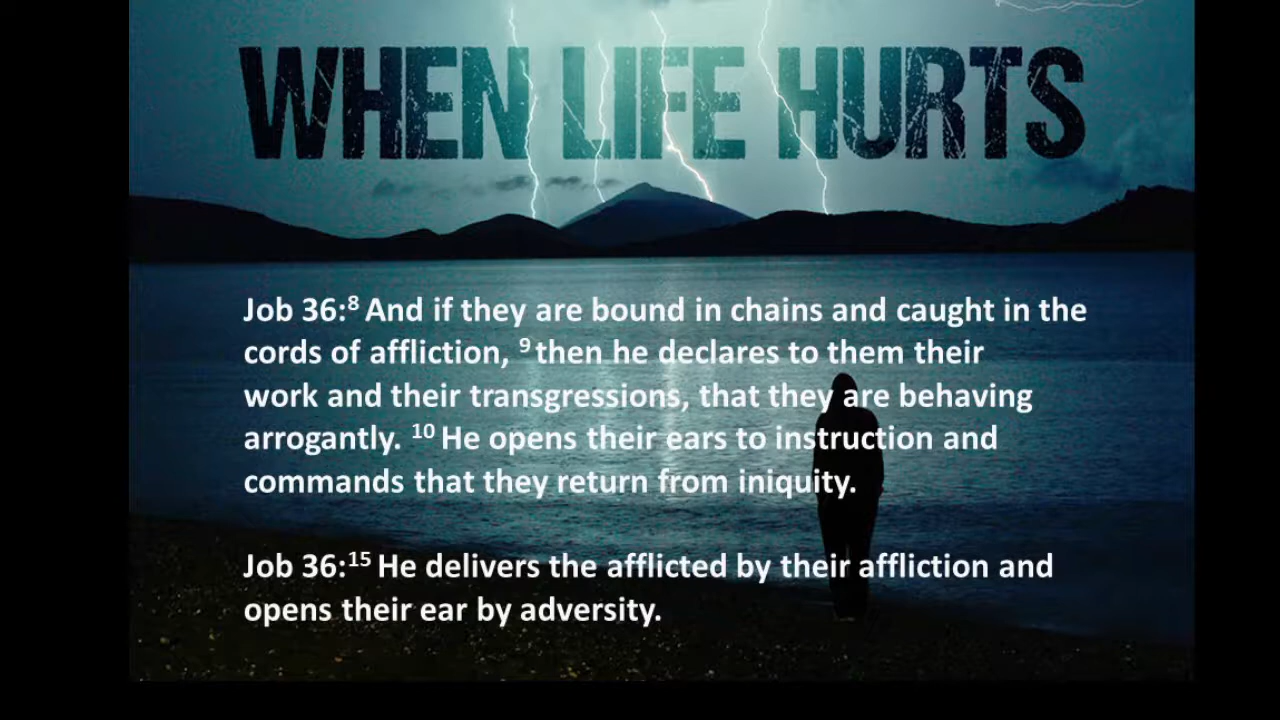 WHEN LIFE HURTS
Job 36:⁸ And if they are bound in chains and caught in the
cords of affliction, ⁹ then he declares to them their
work and their transgressions, that they are behaving
arrogantly. ¹⁰ He opens their ears to instruction and
commands that they return from iniquity.
Job 36:¹⁵ He delivers the afflicted by their affliction and
opens their ear by adversity.